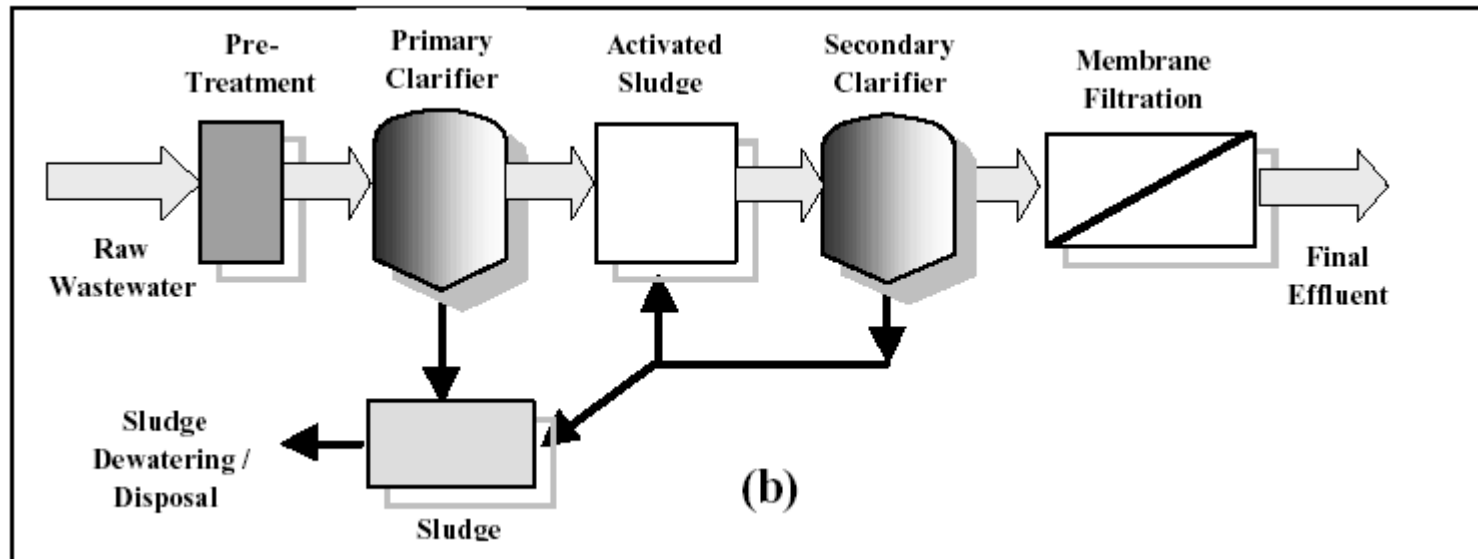 Pre-
Treatment
Primary
Clarifier
Activated
Sludge
Secondary
Clarifier
Membrane
Filtration
Raw
Wastewater
Final
Effluent
Sludge
Dewatering /
Disposal
Sludge
(b)